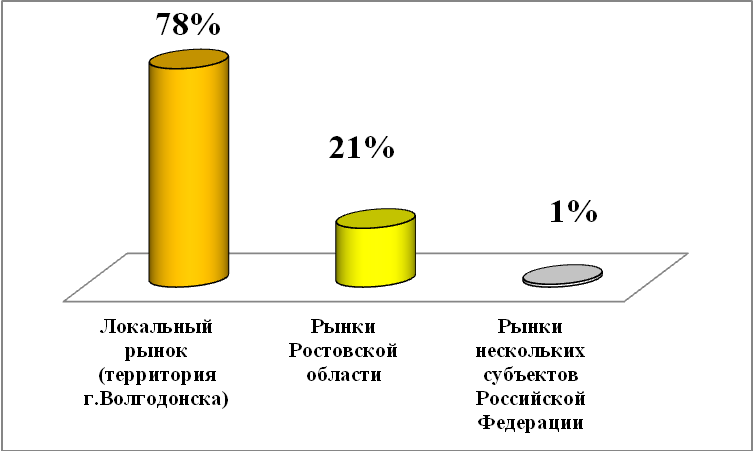 78%
21%
1%
Локальный
рынок
(территория
г.Волгодонска)
Рынки
Ростовской
области
Рынки
нескольких
субъектов
Российской
Федерации